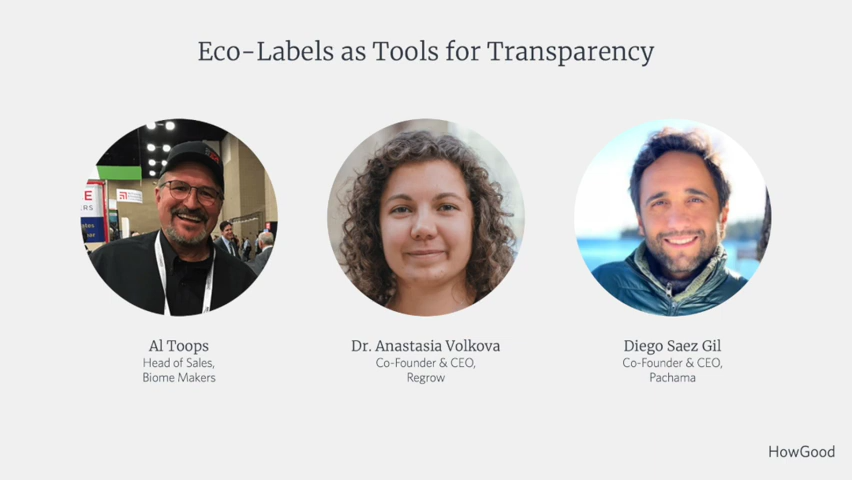 Eco-Labels as Tools for Transparency
Al Toops
Head of Sales,
Biome Makers
Dr. Anastasia Volkova
Co-Founder & CEO,
Regrow
Diego Saez Gil
Co-Founder & CEO,
Pachama
HowGood